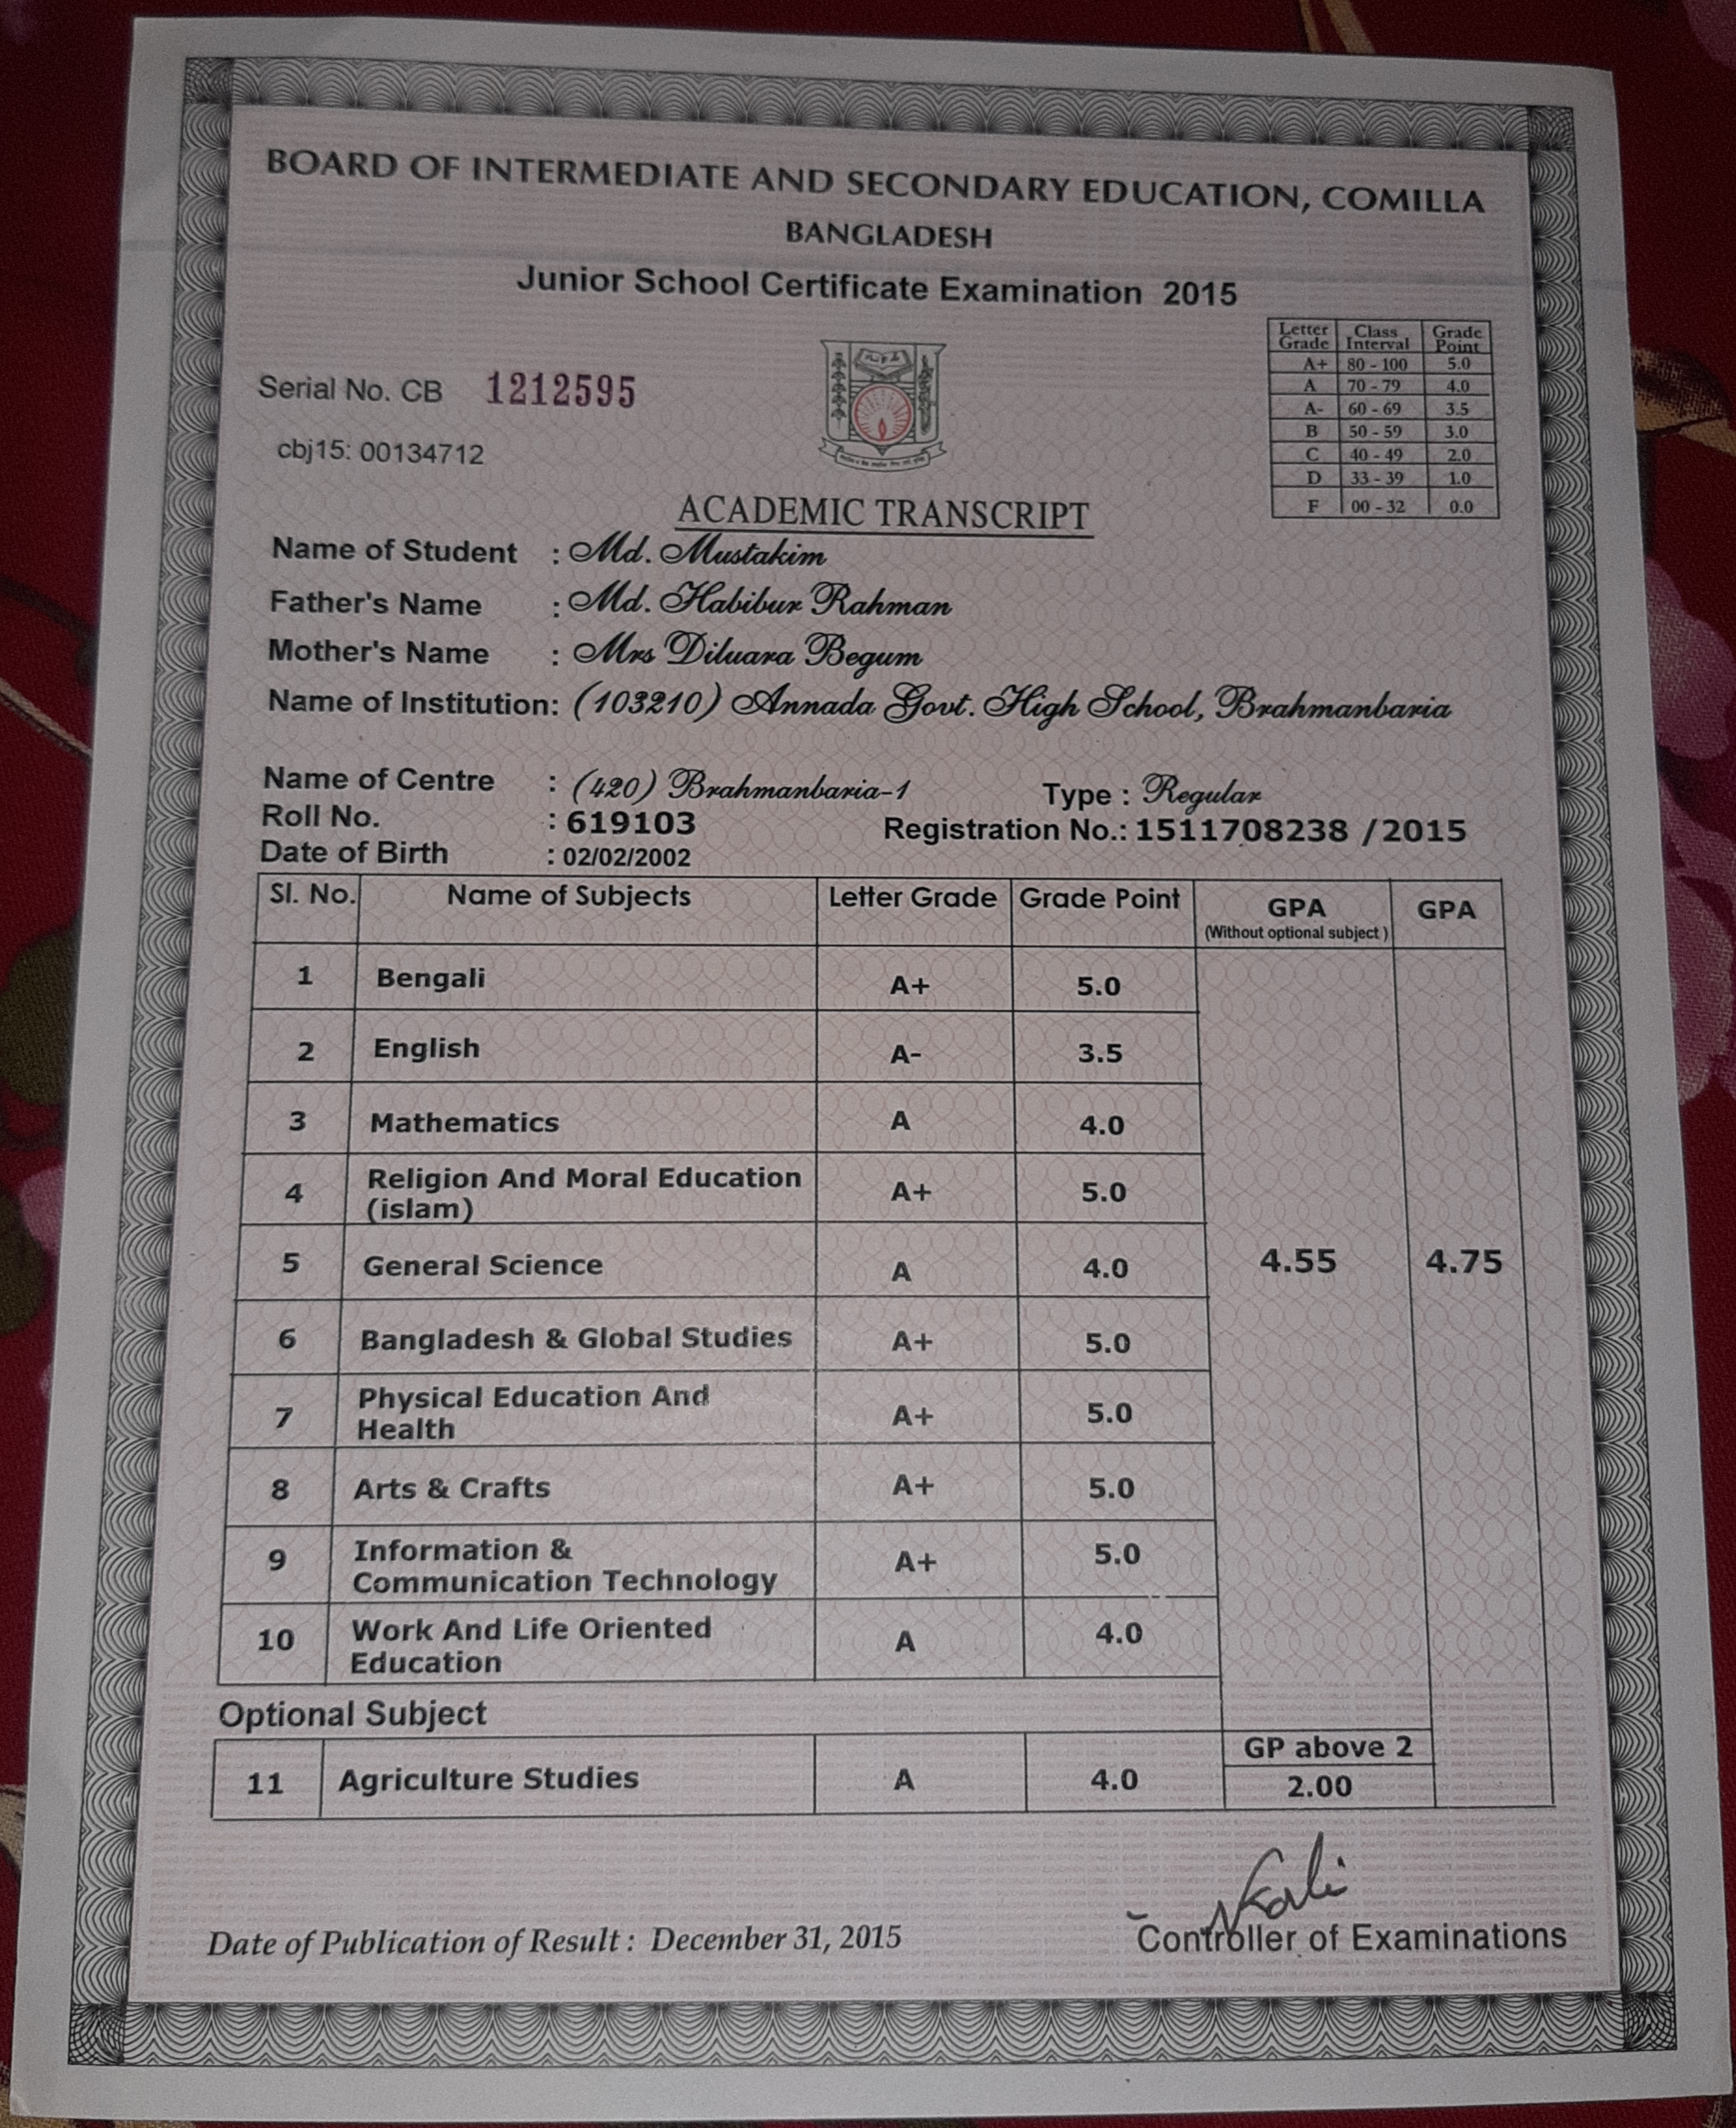 BOARD OF INTERMEDIATE AND SECONDARY EDUCATION, COMILLA
BANGLADESH
Junior School Certificate Examination 2015
Letter Grade Class Interval Grade Point
A+ 80 - 100 5.0
A 70 - 79 4.0
A- 60 - 69 3.5
B 50 - 59 3.0
C 40 - 49 2.0
D 33 - 39 1.0
F 00 - 32 0.0
Serial No. CB 1212595
cbj15: 00134712
ACADEMIC TRANSCRIPT
Name of Student : Md. Mustakim
Father's Name : Md. Habibur Rahman
Mother's Name : Mrs Diluara Begum
Name of Institution: (103210) Annada Govt. High School, Brahmanbaria
Name of Centre : (420) Brahmanbaria-1 Type : Regular
Roll No. : 619103 Registration No.: 1511708238 /2015
Date of Birth : 02/02/2002
Sl. No. Name of Subjects Letter Grade Grade Point GPA (Without optional subject ) GPA
1 Bengali A+ 5.0
2 English A- 3.5
3 Mathematics A 4.0
4 Religion And Moral Education (islam) A+ 5.0
5 General Science A 4.0 4.55 4.75
6 Bangladesh & Global Studies A+ 5.0
7 Physical Education And Health A+ 5.0
8 Arts & Crafts A+ 5.0
9 Information & Communication Technology A+ 5.0
10 Work And Life Oriented Education A 4.0
Optional Subject
GP above 2
11 Agriculture Studies A 4.0 2.00
Date of Publication of Result : December 31, 2015
Controller of Examinations